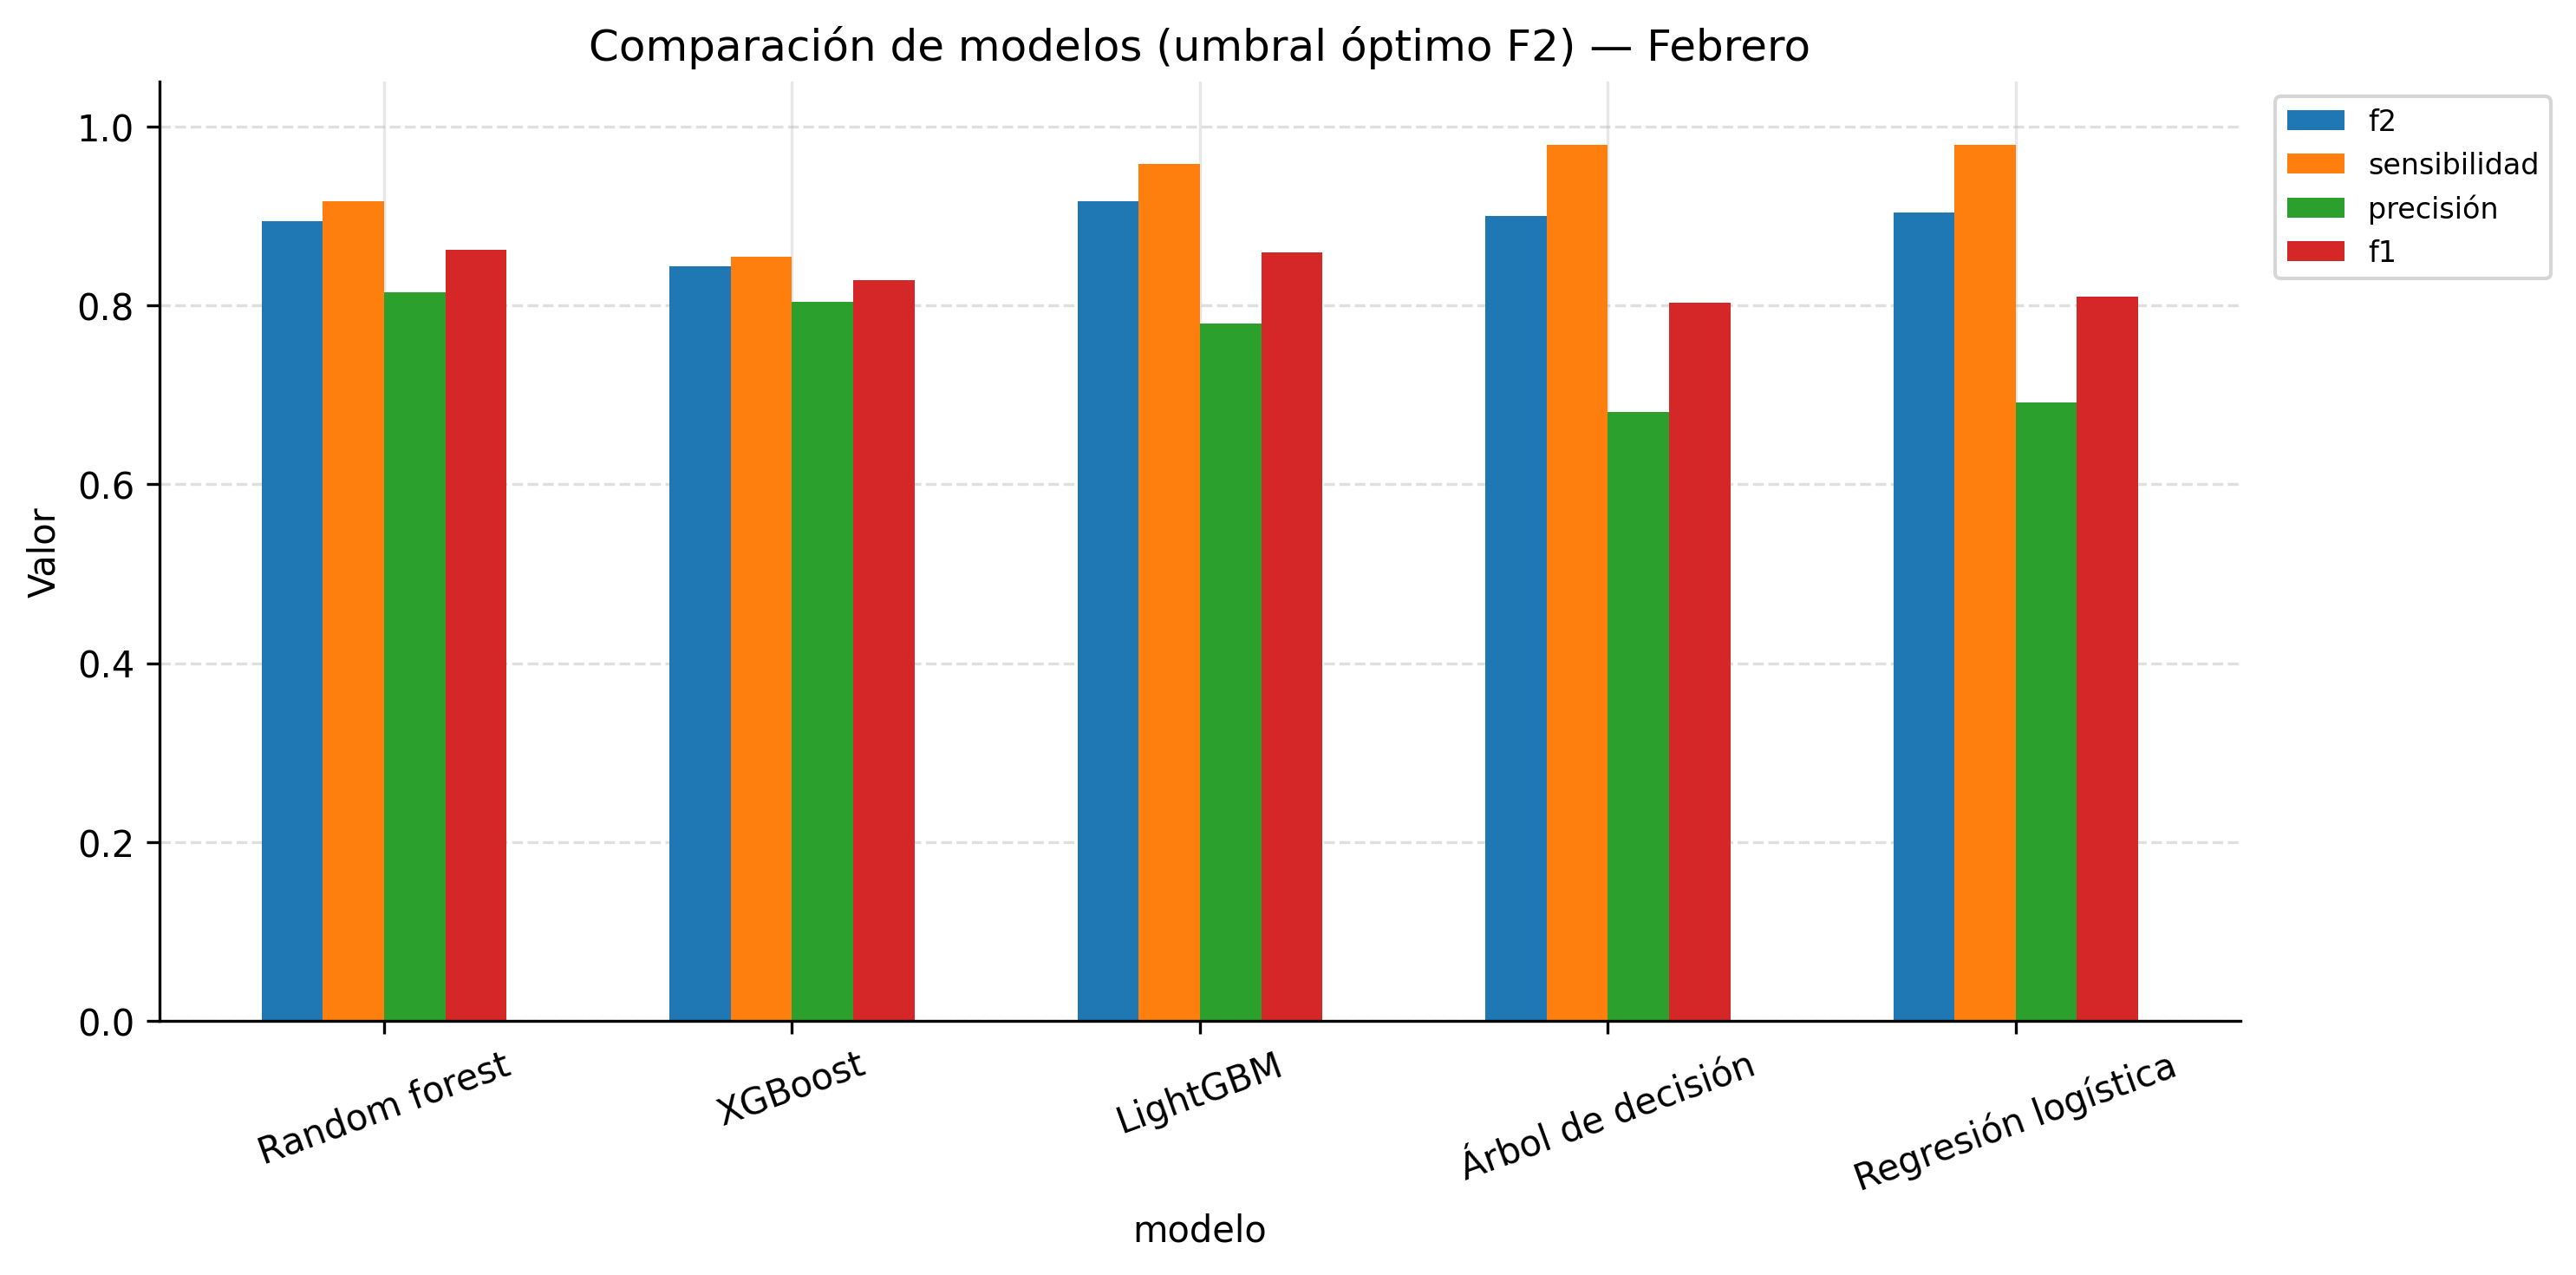 Comparación de modelos (umbral óptimo F2) — Febrero
1.0
0.8
0.6
0.4
0.2
0.0
Valor
Random forest
XGBoost
LightGBM
Árbol de decisión
Regresión logística
modelo
f2
sensibilidad
precisión
f1